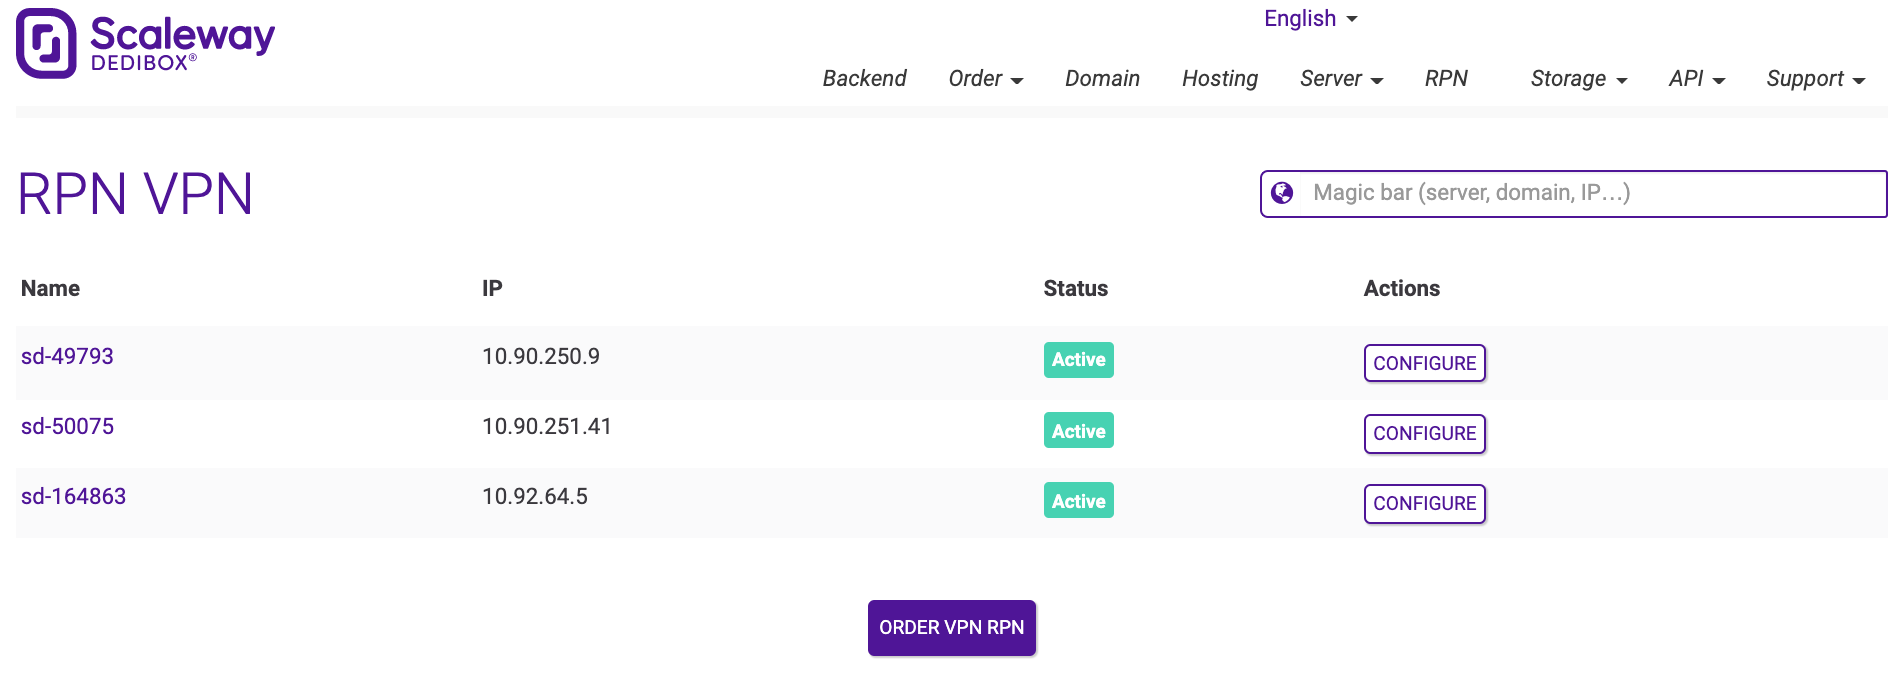 Scaleway
DEDIBOX®
English
Backend Order Domain Hosting Server RPN Storage API Support
RPN VPN
Magic bar (server, domain, IP…)
Name IP Status Actions
sd-49793 10.90.250.9 Active CONFIGURE
sd-50075 10.90.251.41 Active CONFIGURE
sd-164863 10.92.64.5 Active CONFIGURE
ORDER VPN RPN